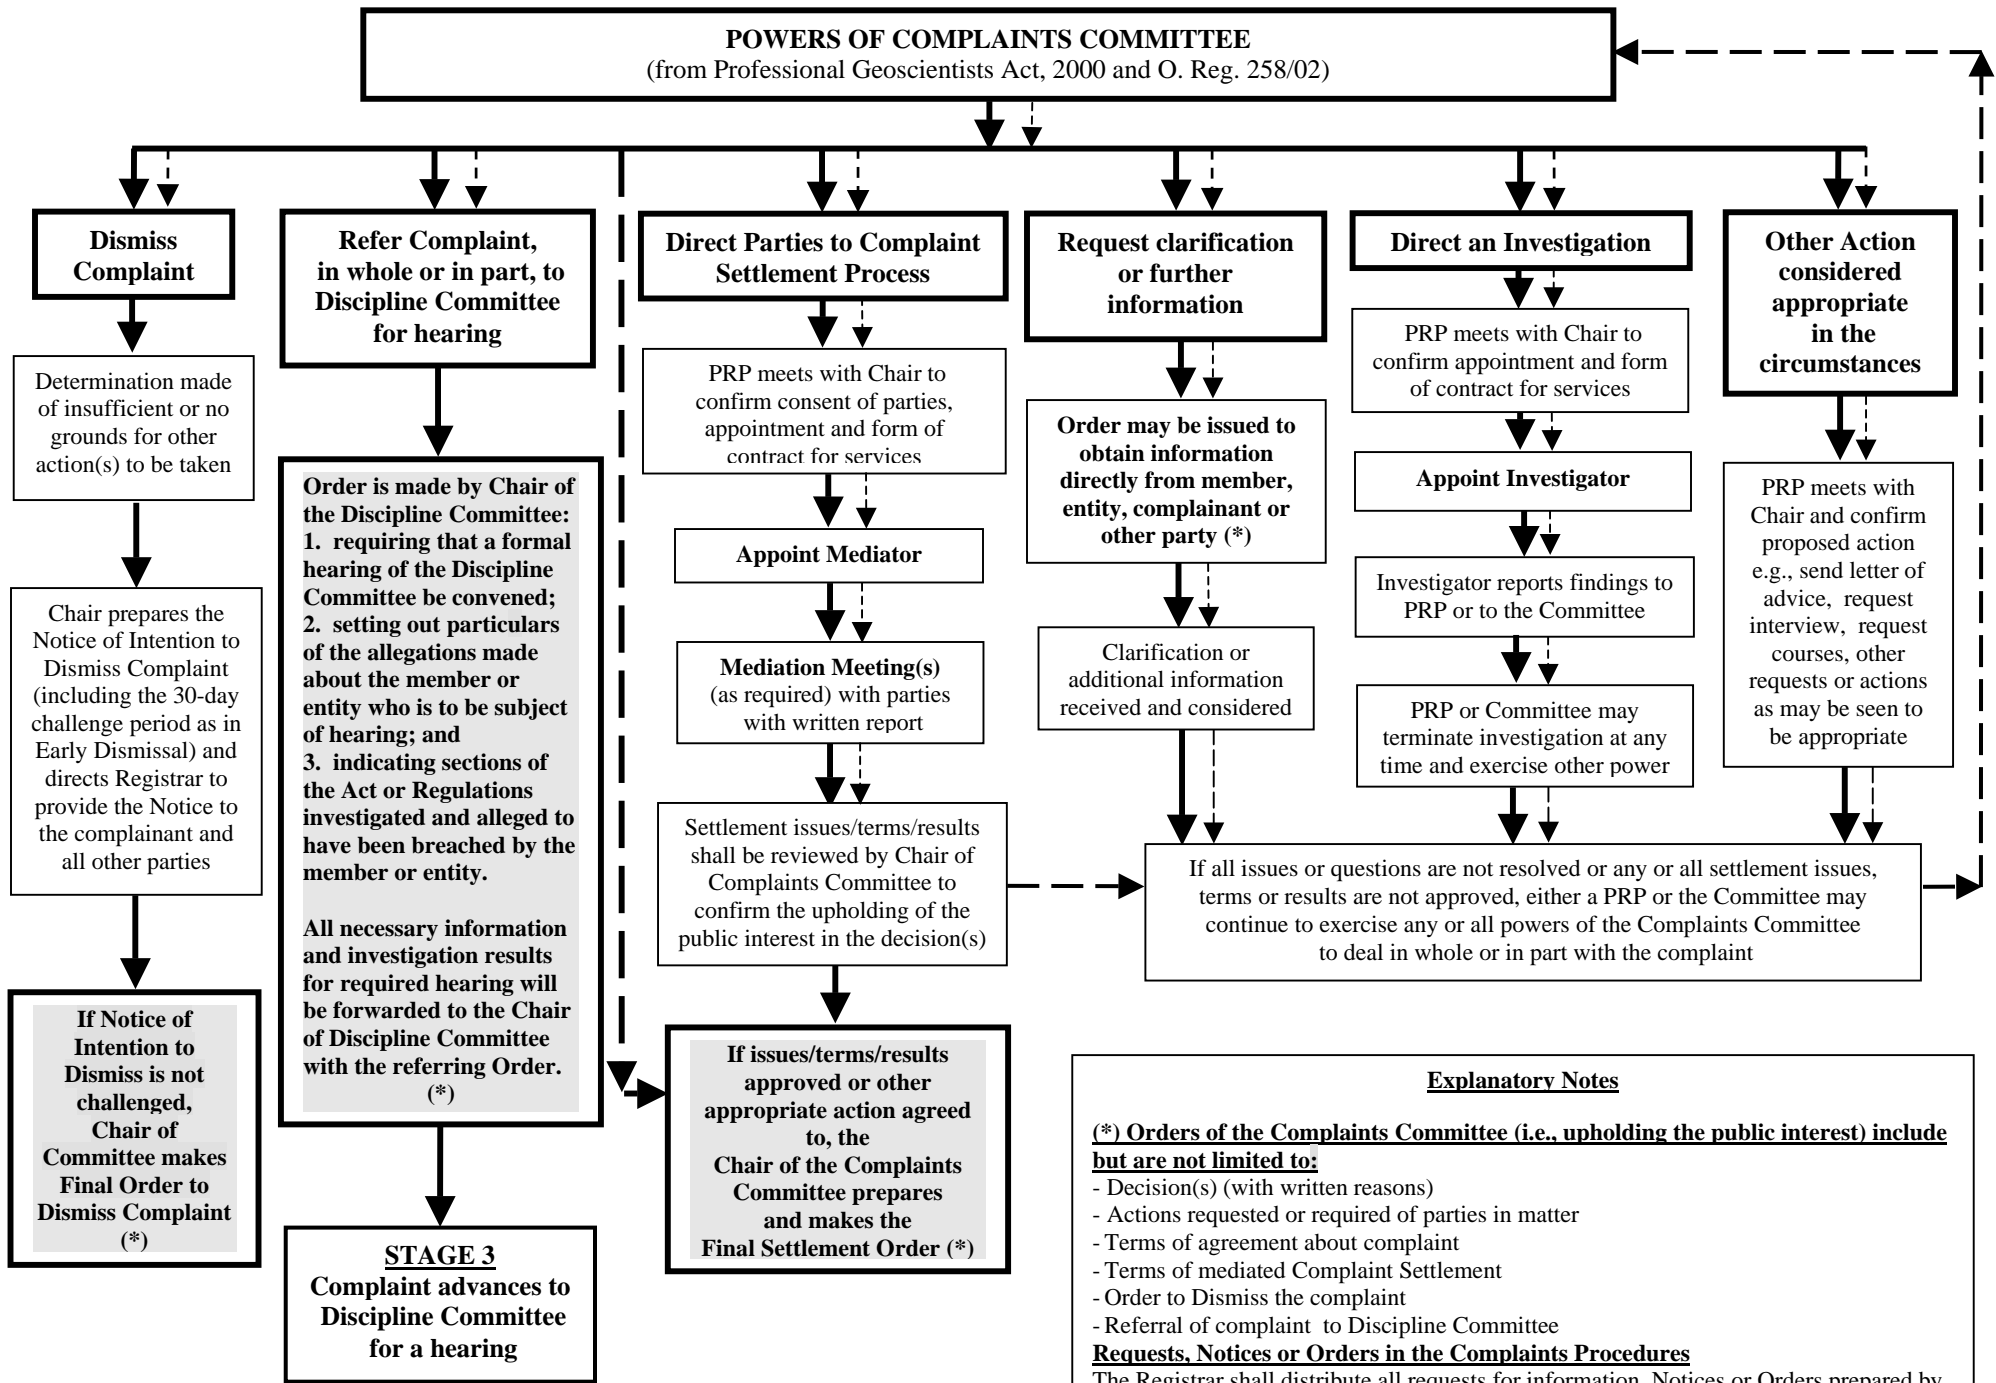 POWERS OF COMPLAINTS COMMITTEE
(from Professional Geoscientists Act, 2000 and O. Reg. 258/02)
Dismiss
Complaint
Determination made
of insufficient or no
grounds for other
action(s) to be taken
Chair prepares the
Notice of Intention to
Dismiss Complaint
(including the 30-day
challenge period as in
Early Dismissal) and
directs Registrar to
provide the Notice to
the complainant and
all other parties
If Notice of
Intention to
Dismiss is not
challenged,
Chair of
Committee makes
Final Order to
Dismiss Complaint
(*)
Refer Complaint,
in whole or in part, to
Discipline Committee
for hearing
Order is made by Chair of
the Discipline Committee:
1. requiring that a formal
hearing of the Discipline
Committee be convened;
2. setting out particulars
of the allegations made
about the member or
entity who is to be subject
of hearing; and
3. indicating sections of
the Act or Regulations
investigated and alleged to
have been breached by the
member or entity.
All necessary information
and investigation results
for required hearing will
be forwarded to the Chair
of Discipline Committee
with the referring Order.
(*)
STAGE 3
Complaint advances to
Discipline Committee
for a hearing
Direct Parties to Complaint
Settlement Process
PRP meets with Chair to
confirm consent of parties,
appointment and form of
contract for services
Appoint Mediator
Mediation Meeting(s)
(as required) with parties
with written report
Settlement issues/terms/results
shall be reviewed by Chair of
Complaints Committee to
confirm the upholding of the
public interest in the decision(s)
If issues/terms/results
approved or other
appropriate action agreed
to, the
Chair of the Complaints
Committee prepares
and makes the
Final Settlement Order (*)
Request clarification
or further
information
Order may be issued to
obtain information
directly from member,
entity, complainant or
other party (*)
Clarification or
additional information
received and considered
Direct an Investigation
PRP meets with Chair to
confirm appointment and form
of contract for services
Appoint Investigator
Investigator reports findings to
PRP or to the Committee
PRP or Committee may
terminate investigation at any
time and exercise other power
Other Action
considered
appropriate
in the
circumstances
PRP meets with
Chair and confirm
proposed action
e.g., send letter of
advice, request
interview, request
courses, other
requests or actions
as may be seen to
be appropriate
If all issues or questions are not resolved or any or all settlement issues,
terms or results are not approved, either a PRP or the Committee may
continue to exercise any or all powers of the Complaints Committee
to deal in whole or in part with the complaint
Explanatory Notes
(*) Orders of the Complaints Committee (i.e., upholding the public interest) include
but are not limited to:
- Decision(s) (with written reasons)
- Actions requested or required of parties in matter
- Terms of agreement about complaint
- Terms of mediated Complaint Settlement
- Order to Dismiss the complaint
- Referral of complaint to Discipline Committee
Requests, Notices or Orders in the Complaints Procedures
The Registrar shall distribute all requests for information, Notices or Orders prepared by